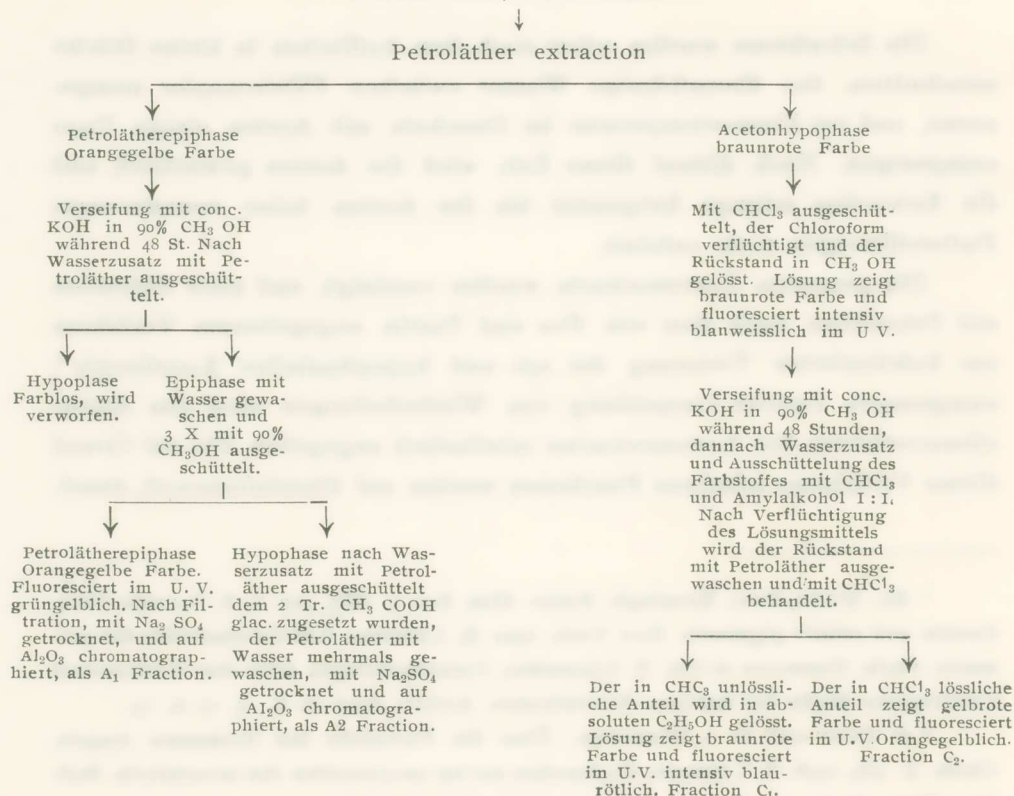 Petroläther extraction
Petrolätherepiphase
Orangegelbe Farbe
Verseifung mit conc.
KOH in 90% CH₃ OH
während 48 St. Nach
Wasserzusatz mit Pe-
troläther ausgeschüt-
telt.
Hypoplase
Farblos, wird
verworfen.
Epiphase mit
Wasser gewa-
schen und
3 X mit 90%
CH₃OH ausge-
schüttelt.
Petrolätherepiphase
Orangegelbe Farbe.
Fluoresciert im U. V.
grüngelblich. Nach Fil-
tration, mit Na₂ SO₄
getrocknet, und auf
Al₂O₃ chromatograp-
hiert, als A₁ Fraction.
Hypophase nach Was-
serzusatz mit Petrol-
äther ausgeschüttelt
dem 2 Tr. CH₃ COOH
glac. zugesetzt wurden,
der Petroläther mit
Wasser mehrmals ge-
waschen, mit Na₂SO₄
getrocknet und auf
Al₂O₃ chromatogra-
phiert, als A2 Fraction.
Acetonhypophase
braunrote Farbe
Mit CHCl₃ ausgeschüt-
telt, der Chloroform
verflüchtigt und der
Rückstand in CH₃ OH
gelösst. Lösung zeigt
braunrote Farbe und
fluoresciert intensiv
blanweisslich im U V.
Verseifung mit conc.
KOH in 90% CH₃ OH
während 48 Stunden,
dannach Wasserzusatz
und Ausschüttelung des
Farbstoffes mit CHCl₃
und Amylalkohol I : I.
Nach Verflüchtigung
des Lösungsmittels
wird der Rückstand
mit Petroläther ausge-
waschen und mit CHCl₃
behandelt.
Der in CHC₃ unlössli-
che Anteil wird in ab-
soluten C₂H₅OH gelösst.
Lösung zeigt braunrote
Farbe und fluoresciert
im U.V. intensiv blau-
rötlich. Fraction C₁.
Der in CHCl₃ lössliche
Anteil zeigt gelbrote
Farbe und fluoresciert
im U.V. Orangegelblich.
Fraction C₂.